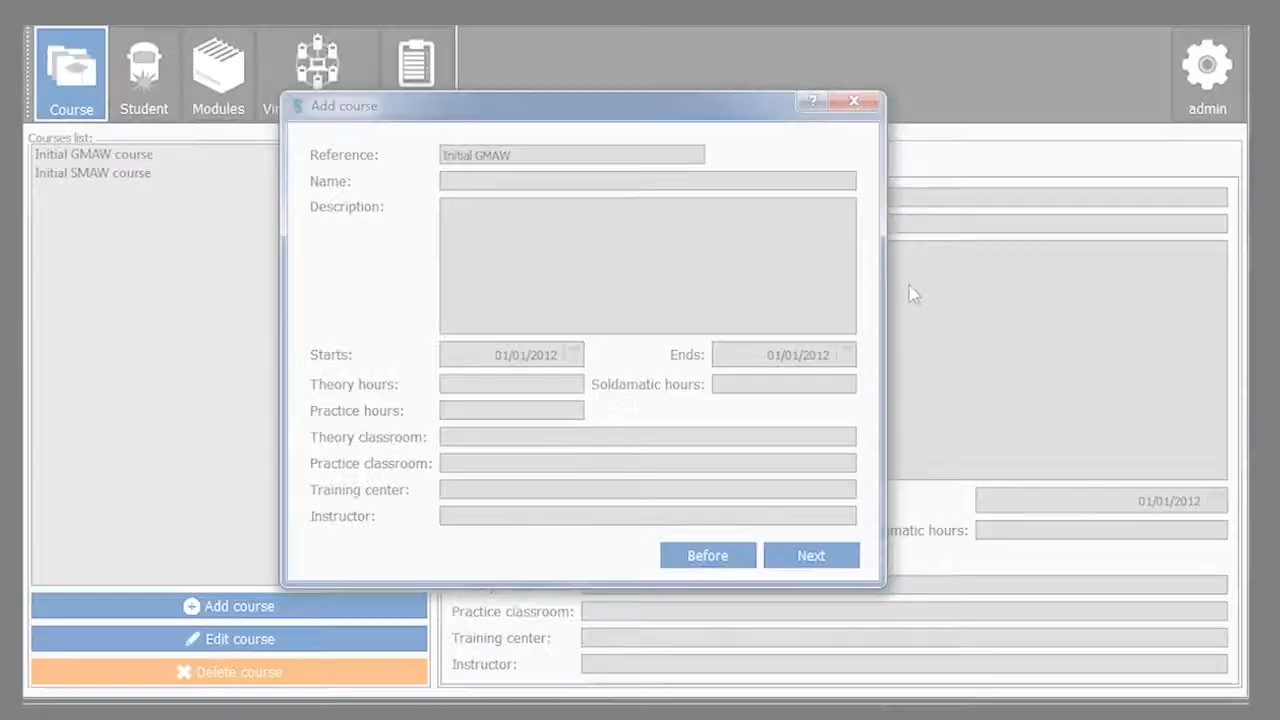 Course
Student
Modules
Vir
admin
Add course
?
Courses list:
Initial GMAW course
Initial SMAW course
Reference:
Initial GMAW
Name:
Description:
Starts:
01/01/2012
Ends:
01/01/2012
Theory hours:
Soldamatic hours:
Practice hours:
Theory classroom:
Practice classroom:
Training center:
Instructor:
Before
Next
01/01/2012
matic hours:
Practice classroom:
Training center:
Instructor:
Add course
Edit course
Delete course